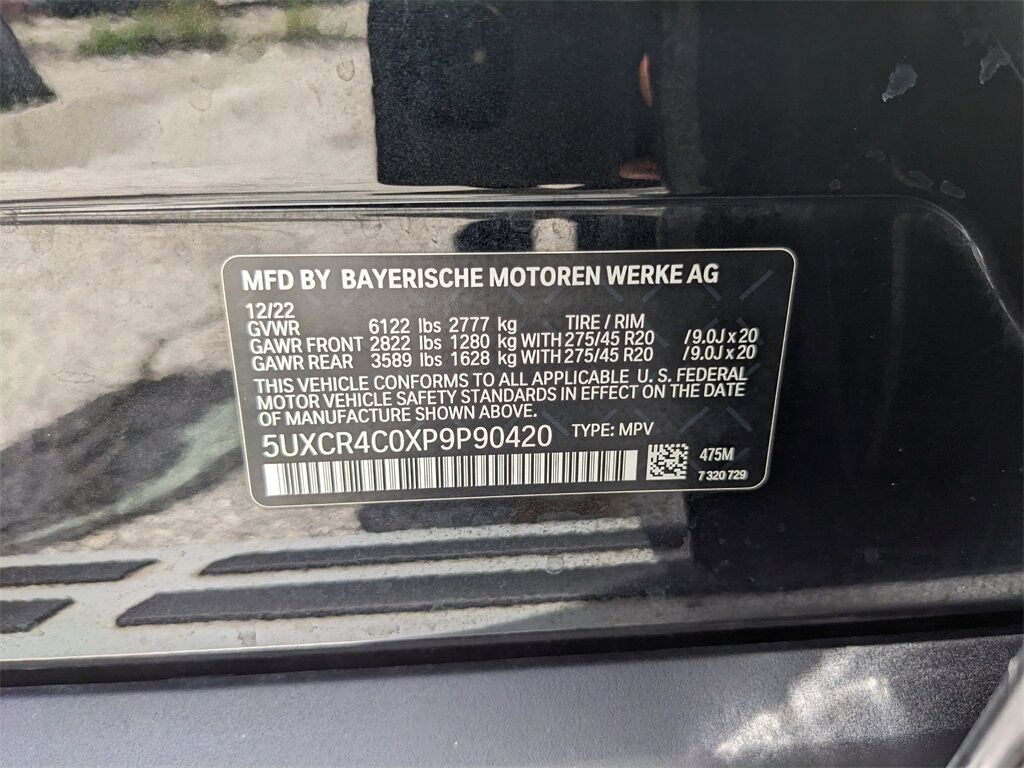 MFD BY BAYERISCHE MOTOREN WERKE AG
12/22
GVWR 6122 lbs 2777 kg TIRE / RIM
GAWR FRONT 2822 lbs 1280 kg WITH 275/45 R20 /9.0J x 20
GAWR REAR 3589 lbs 1628 kg WITH 275/45 R20 /9.0J x 20
THIS VEHICLE CONFORMS TO ALL APPLICABLE U. S. FEDERAL
MOTOR VEHICLE SAFETY STANDARDS IN EFFECT ON THE DATE
OF MANUFACTURE SHOWN ABOVE.
5UXCR4C0XP9P90420 TYPE: MPV
475M
7 320 729